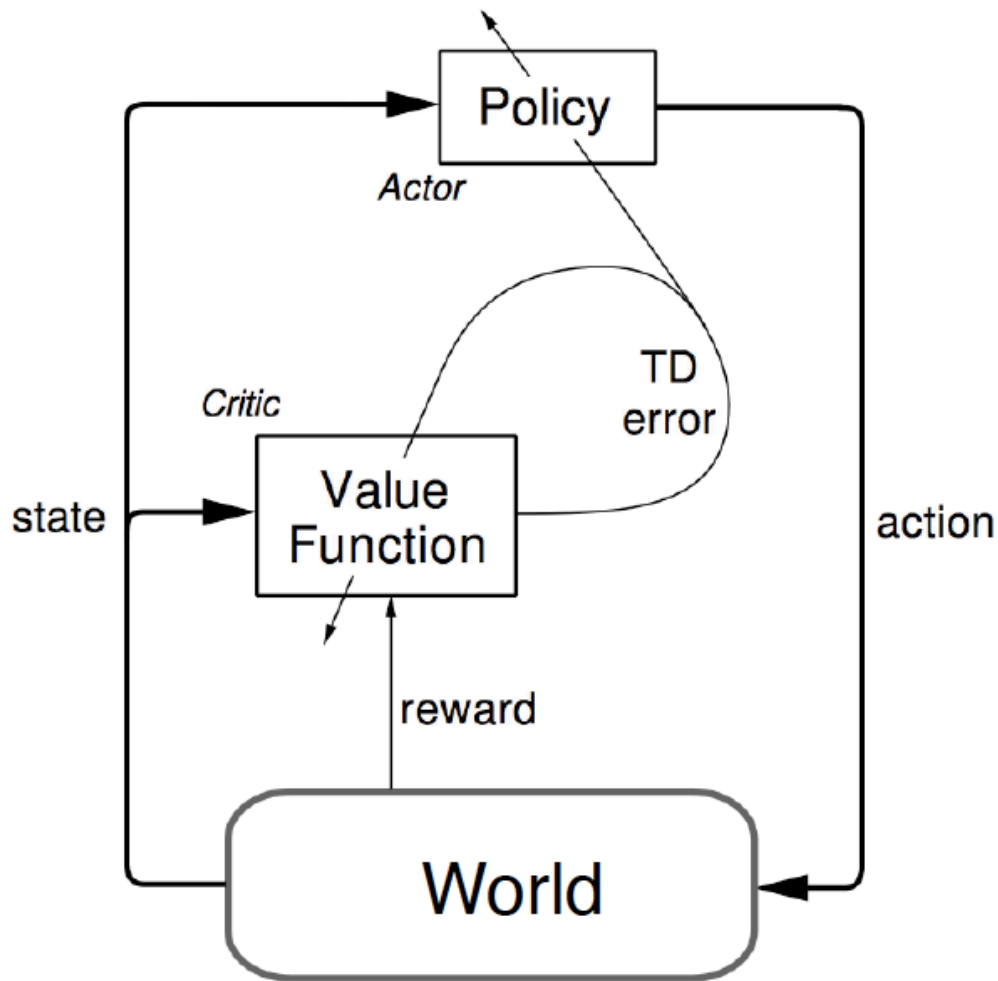 Policy
Actor
TD
error
Critic
Value
Function
state
action
reward
World